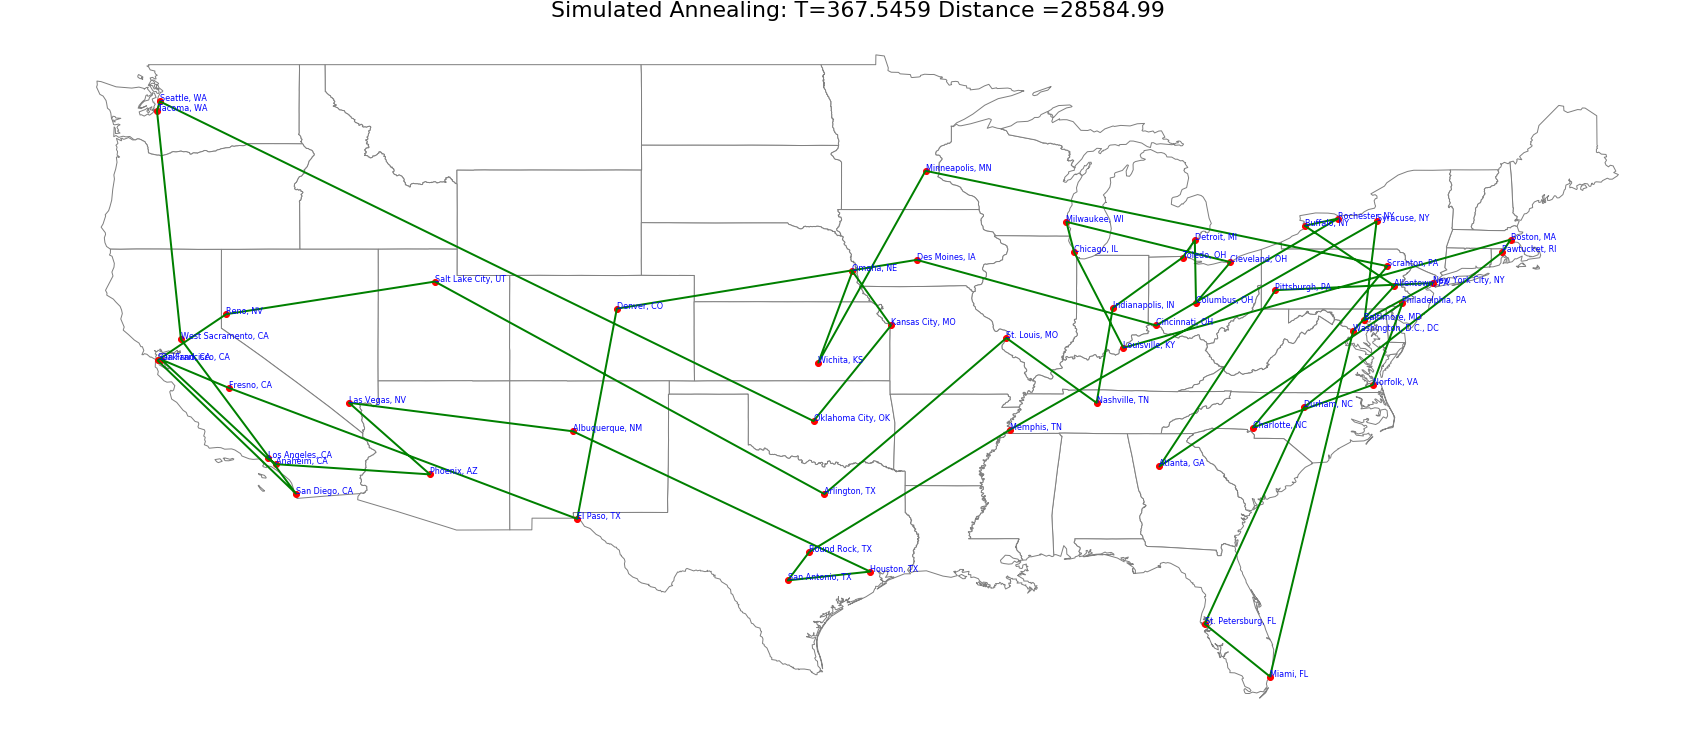 Simulated Annealing: T=367.5459 Distance =28584.99
Seattle, WA
Tacoma, WA
Minneapolis, MN
Milwaukee, WI
Rochester, NY
Syracuse, NY
Buffalo, NY
Detroit, MI
Boston, MA
Pawtucket, RI
Chicago, IL
Toledo, OH
Cleveland, OH
Des Moines, IA
Scranton, PA
Omaha, NE
Salt Lake City, UT
Pittsburgh, PA
Allentown, PA
New York City, NY
Reno, NV
Denver, CO
Indianapolis, IN
Columbus, OH
Philadelphia, PA
Baltimore, MD
Kansas City, MO
Cincinnati, OH
Washington, D.C., DC
West Sacramento, CA
St. Louis, MO
Louisville, KY
Wichita, KS
Fresno, CA
Norfolk, VA
Las Vegas, NV
Nashville, TN
Durham, NC
Oklahoma City, OK
Albuquerque, NM
Memphis, TN
Charlotte, NC
Los Angeles, CA
Anaheim, CA
Atlanta, GA
Phoenix, AZ
San Diego, CA
Arlington, TX
El Paso, TX
Round Rock, TX
San Antonio, TX
Houston, TX
St. Petersburg, FL
Miami, FL